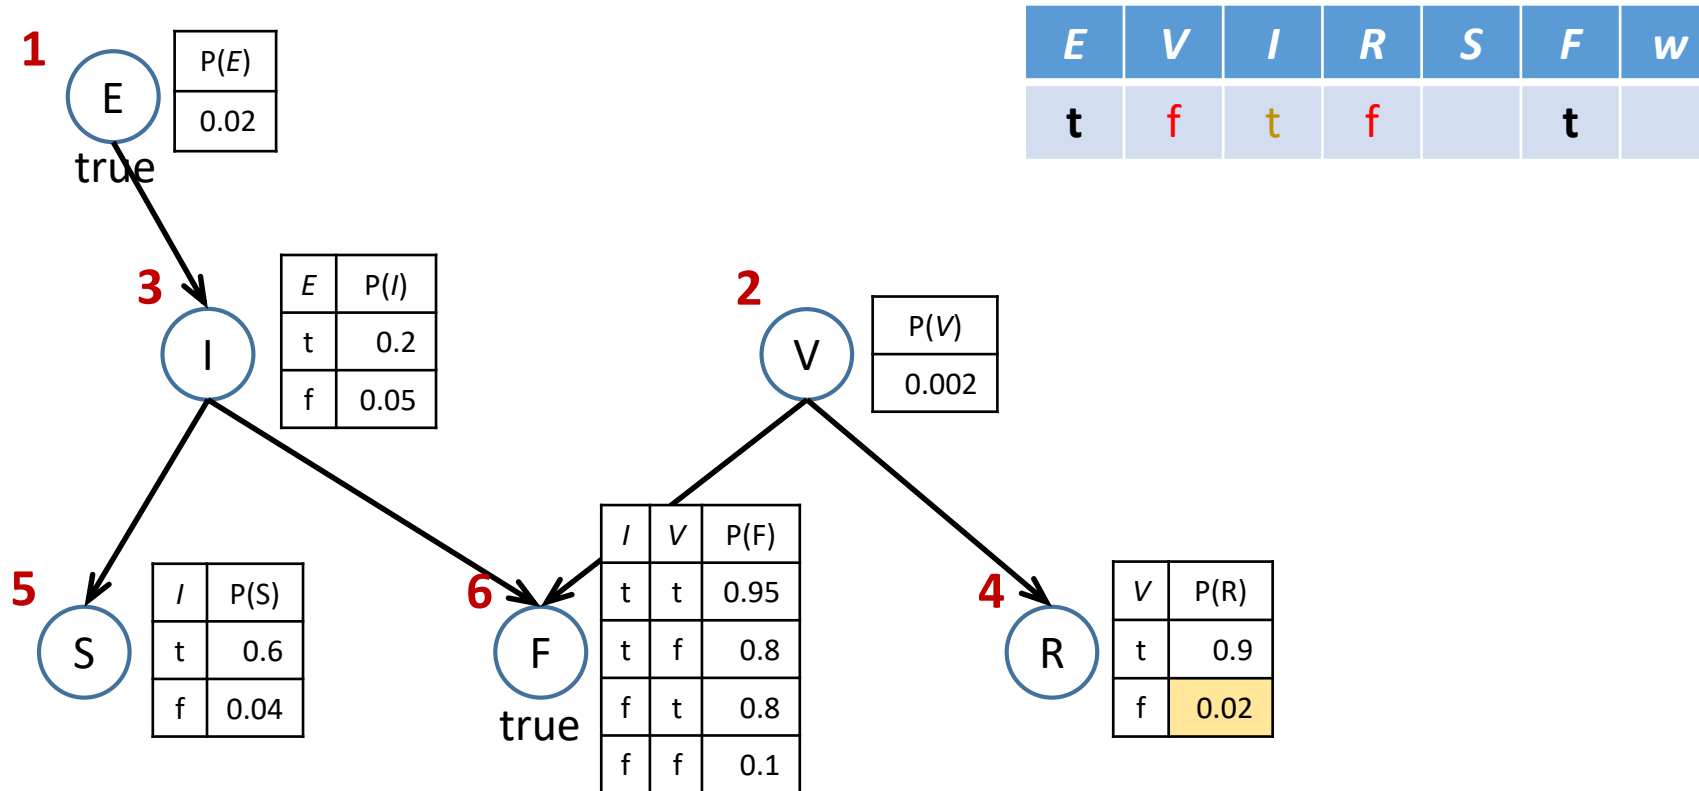 E V I R S F w
t f t f t
1
E
P(E)
0.02
true
3
I
E P(I)
t 0.2
f 0.05
2
V
P(V)
0.002
5
S
I P(S)
t 0.6
f 0.04
6
F
true
I V P(F)
t t 0.95
t f 0.8
f t 0.8
f f 0.1
4
R
V P(R)
t 0.9
f 0.02